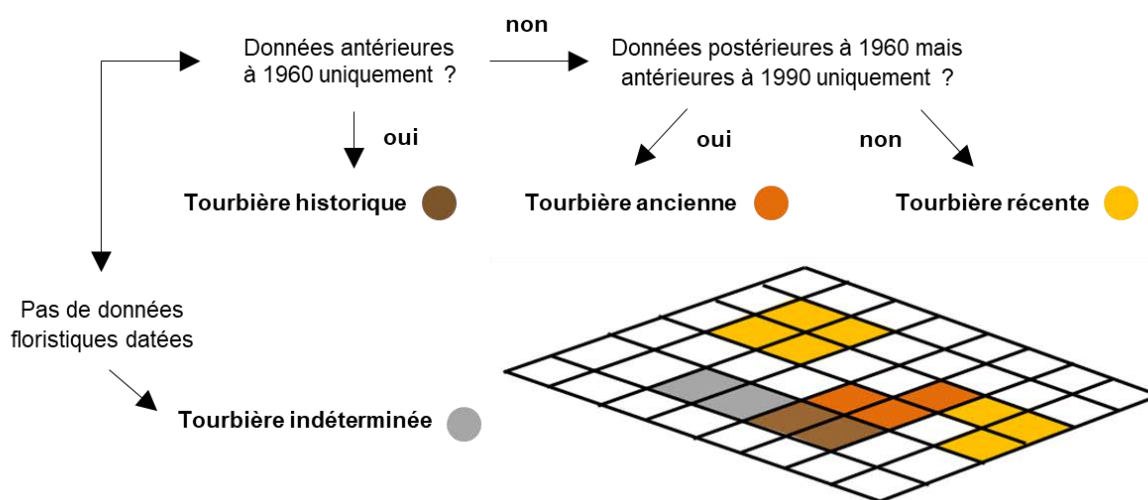 Données antérieures
à 1960 uniquement ?
non
Données postérieures à 1960 mais
antérieures à 1990 uniquement ?
oui
oui
non
Tourbière historique
Tourbière ancienne
Tourbière récente
Pas de données
floristiques datées
Tourbière indéterminée